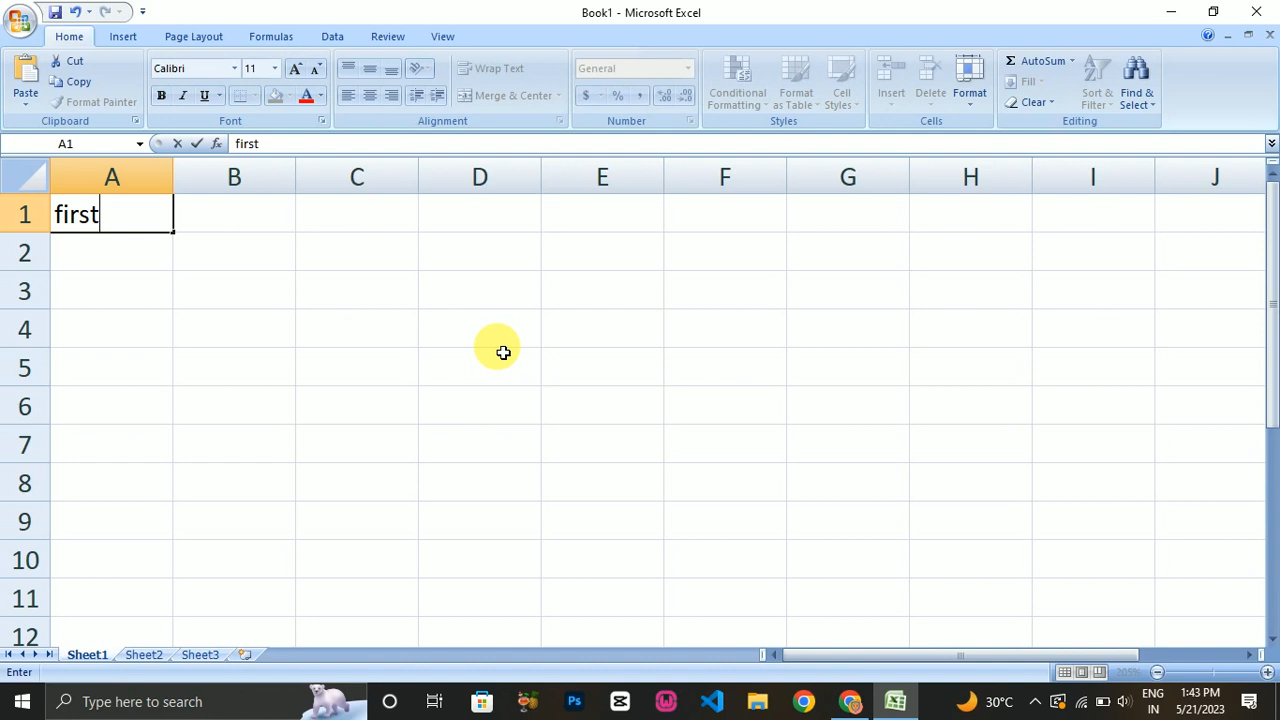 Book1 - Microsoft Excel
Home Insert Page Layout Formulas Data Review View
Paste
Cut
Copy
Format Painter
Clipboard
Calibri 11
A A
B I U A
Font
Wrap Text
Merge & Center
Alignment
General
$ % ,
Number
Conditional Formatting
Format as Table
Cell Styles
Styles
Insert
Delete
Format
Cells
Σ AutoSum
Fill
Clear
Sort & Filter
Find & Select
Editing
A1 fx first
A B C D E F G H I J
1 first
2
3
4
5
6
7
8
9
10
11
12
Sheet1 Sheet2 Sheet3
Enter
205%
Type here to search
Ps
30°C
ENG
IN
1:43 PM
5/21/2023